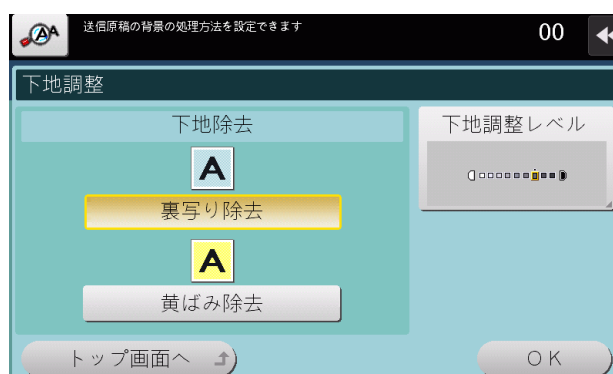 送信原稿の背景の処理方法を設定できます
00
下地調整
下地除去
下地調整レベル
A
裏写り除去
A
黄ばみ除去
トップ画面へ
OK